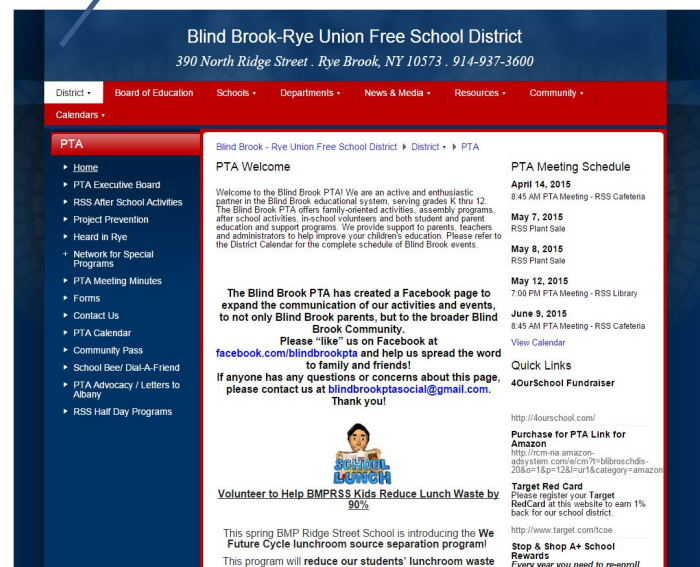 Blind Brook-Rye Union Free School District
390 North Ridge Street . Rye Brook, NY 10573 . 914-937-3600
District
Board of Education
Schools
Departments
News & Media
Resources
Community
Calendars
PTA
Home
PTA Executive Board
RSS After School Activities
Project Prevention
Heard in Rye
+ Network for Special
Programs
PTA Meeting Minutes
Forms
Contact Us
PTA Calendar
Community Pass
School Bee/ Dial-A-Friend
PTA Advocacy / Letters to
Albany
RSS Half Day Programs
Blind Brook - Rye Union Free School District District PTA
PTA Welcome
Welcome to the Blind Brook PTA! We are an active and enthusiastic
partner in the Blind Brook educational system, serving grades K thru 12.
The Blind Brook PTA offers family-oriented activities, assembly programs,
after school activities, in-school volunteers and both student and parent
education and support programs. We provide support to parents, teachers
and administrators to help improve your children's education. Please refer to
the District Calendar for the complete schedule of Blind Brook events.
The Blind Brook PTA has created a Facebook page to
expand the communication of our activities and events,
to not only Blind Brook parents, but to the broader Blind
Brook Community.
Please “like” us on Facebook at
facebook.com/blindbrookpta and help us spread the word
to family and friends!
If anyone has any questions or concerns about this page,
please contact us at blindbrookptasocial@gmail.com.
Thank you!
SCHOOL
LUNCH
Volunteer to Help BMPRSS Kids Reduce Lunch Waste by
90%
This spring BMP Ridge Street School is introducing the We
Future Cycle lunchroom source separation program!
This program will reduce our students' lunchroom waste
PTA Meeting Schedule
April 14, 2015
8:45 AM PTA Meeting - RSS Cafeteria
May 7, 2015
RSS Plant Sale
May 8, 2015
RSS Plant Sale
May 12, 2015
7:00 PM PTA Meeting - RSS Library
June 9, 2015
8:45 AM PTA Meeting - RSS Cafeteria
View Calendar
Quick Links
4OurSchool Fundraiser
http://4ourschool.com/
Purchase for PTA Link for
Amazon
http://rcm-na.amazon-
adsystem.com/e/cm?t=blibroschdis-
20&o=1&p=12&l=ur1&category=amazon
Target Red Card
Please register your Target
RedCard at this website to earn 1%
back for our school district.
http://www.target.com/tcoe
Stop & Shop A+ School
Rewards
Every year you need to re-enroll